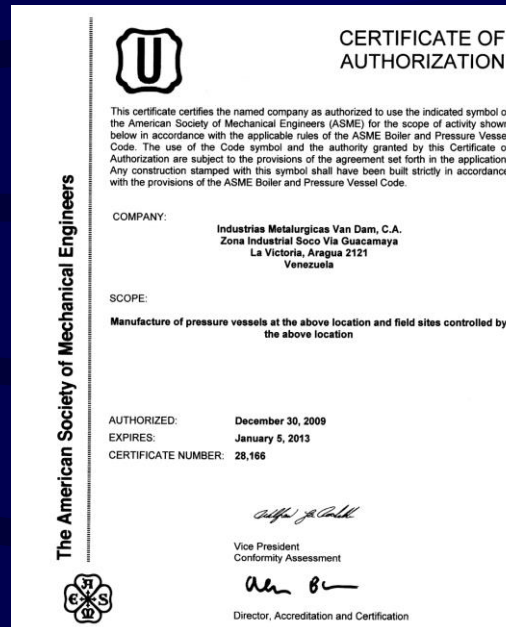 U
CERTIFICATE OF
AUTHORIZATION
This certificate certifies the named company as authorized to use the indicated symbol o
the American Society of Mechanical Engineers (ASME) for the scope of activity shown
below in accordance with the applicable rules of the ASME Boiler and Pressure Vesse
Code. The use of the Code symbol and the authority granted by this Certificate o
Authorization are subject to the provisions of the agreement set forth in the application
Any construction stamped with this symbol shall have been built strictly in accordance
with the provisions of the ASME Boiler and Pressure Vessel Code.
COMPANY:
Industrias Metalurgicas Van Dam, C.A.
Zona Industrial Soco Via Guacamaya
La Victoria, Aragua 2121
Venezuela
SCOPE:
Manufacture of pressure vessels at the above location and field sites controlled by
the above location
AUTHORIZED: December 30, 2009
EXPIRES: January 5, 2013
CERTIFICATE NUMBER: 28,166
Vice President
Conformity Assessment
Director, Accreditation and Certification
The American Society of Mechanical Engineers
A
E S
M